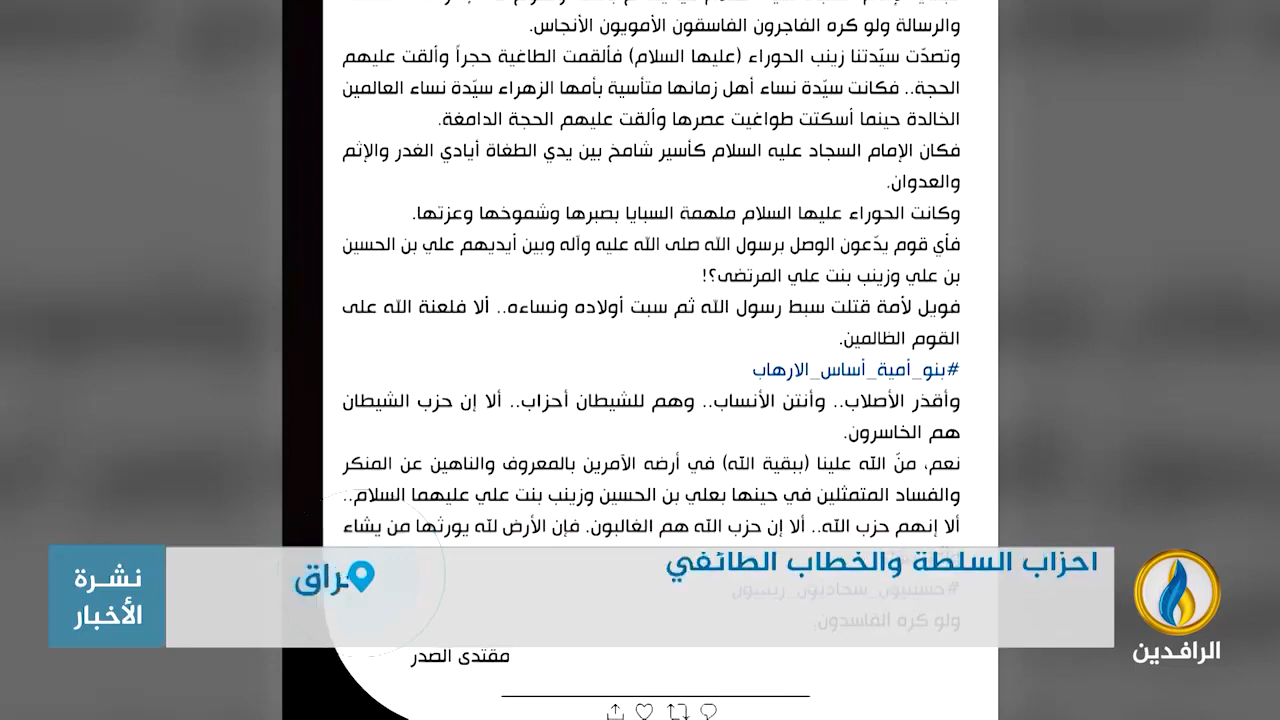 والرسالة ولو كره الفاجرون الفاسقون الأمويون الأنجاس.
وتصدّت سيّدتنا زينب الحوراء (عليها السلام) فألقمت الطاغية حجراً وألقت عليهم
الحجة.. فكانت سيّدة نساء أهل زمانها متأسية بأمها الزهراء سيّدة نساء العالمين
الخالدة حينما أسكتت طواغيت عصرها وألقت عليهم الحجة الدامغة.
فكان الإمام السجاد عليه السلام كأسير شامخ بين يدي الطغاة أيادي الغدر والإثم
والعدوان.
وكانت الحوراء عليها السلام ملهمة السبايا بصبرها وشموخها وعزتها.
فأي قوم يدّعون الوصل برسول الله صلى الله عليه وآله وبين أيديهم علي بن الحسين
بن علي وزينب بنت علي المرتضى؟!
فويل لأمة قتلت سبط رسول الله ثم سبت أولاده ونساءه.. ألا فلعنة الله على
القوم الظالمين.
#بنو_أمية_أساس_الارهاب
وأقذر الأصلاب.. وأنتن الأنساب.. وهم للشيطان أحزاب.. ألا إن حزب الشيطان
هم الخاسرون.
نعم، منّ الله علينا (ببقية الله) في أرضه الآمرين بالمعروف والناهين عن المنكر
والفساد المتمثلين في حينها بعلي بن الحسين وزينب بنت علي عليهما السلام..
ألا إنهم حزب الله.. ألا إن حزب الله هم الغالبون. فإن الأرض لله يورثها من يشاء
احزاب السلطة والخطاب الطائفي
#حسينيون_سجاديون_زينبيون
ولو كره الفاسدون.
مقتدى الصدر
نشرة
الأخبار
الرافدين